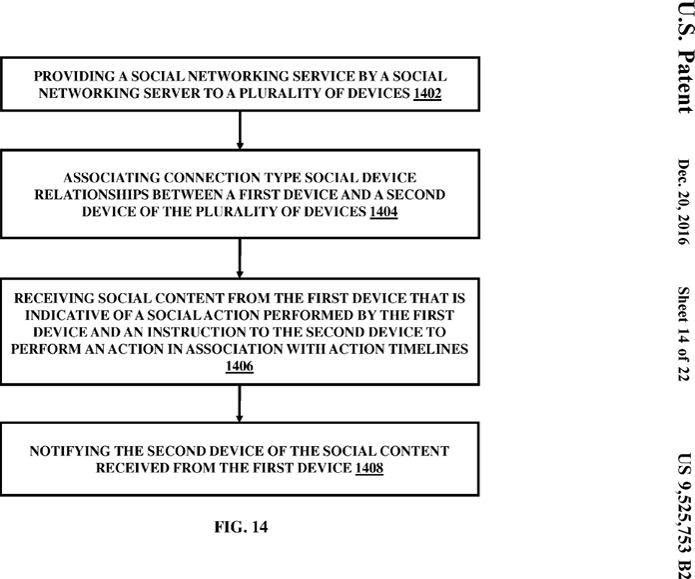 U.S. Patent
Dec. 20, 2016
Sheet 14 of 22
US 9,525,753 B2
PROVIDING A SOCIAL NETWORKING SERVICE BY A SOCIAL
NETWORKING SERVER TO A PLURALITY OF DEVICES 1402
ASSOCIATING CONNECTION TYPE SOCIAL DEVICE
RELATIONSHIPS BETWEEN A FIRST DEVICE AND A SECOND
DEVICE OF THE PLURALITY OF DEVICES 1404
RECEIVING SOCIAL CONTENT FROM THE FIRST DEVICE THAT IS
INDICATIVE OF A SOCIAL ACTION PERFORMED BY THE FIRST
DEVICE AND AN INSTRUCTION TO THE SECOND DEVICE TO
PERFORM AN ACTION IN ASSOCIATION WITH ACTION TIMELINES
1406
NOTIFYING THE SECOND DEVICE OF THE SOCIAL CONTENT
RECEIVED FROM THE FIRST DEVICE 1408
FIG. 14